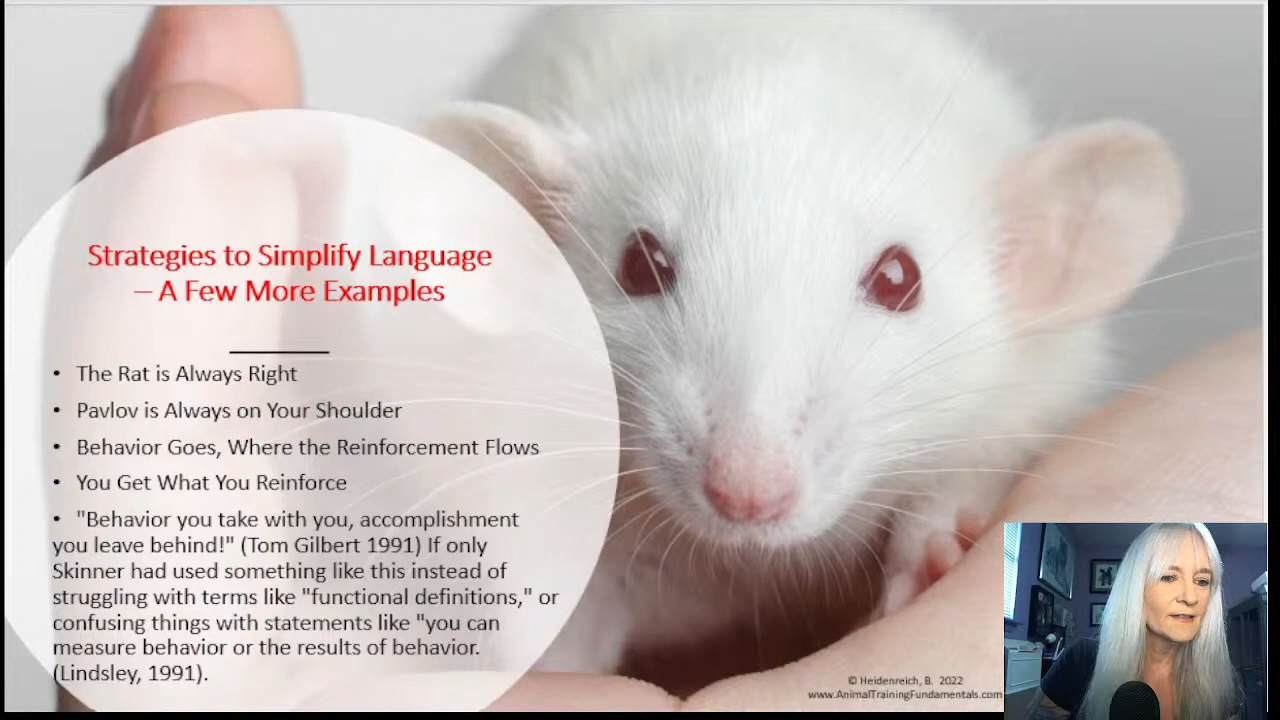 Strategies to Simplify Language
– A Few More Examples
• The Rat is Always Right
• Pavlov is Always on Your Shoulder
• Behavior Goes, Where the Reinforcement Flows
• You Get What You Reinforce
• "Behavior you take with you, accomplishment
you leave behind!" (Tom Gilbert 1991) If only
Skinner had used something like this instead of
struggling with terms like "functional definitions," or
confusing things with statements like "you can
measure behavior or the results of behavior.
(Lindsley, 1991).
© Heidenreich, B. 2022
www.AnimalTrainingFundamentals.com